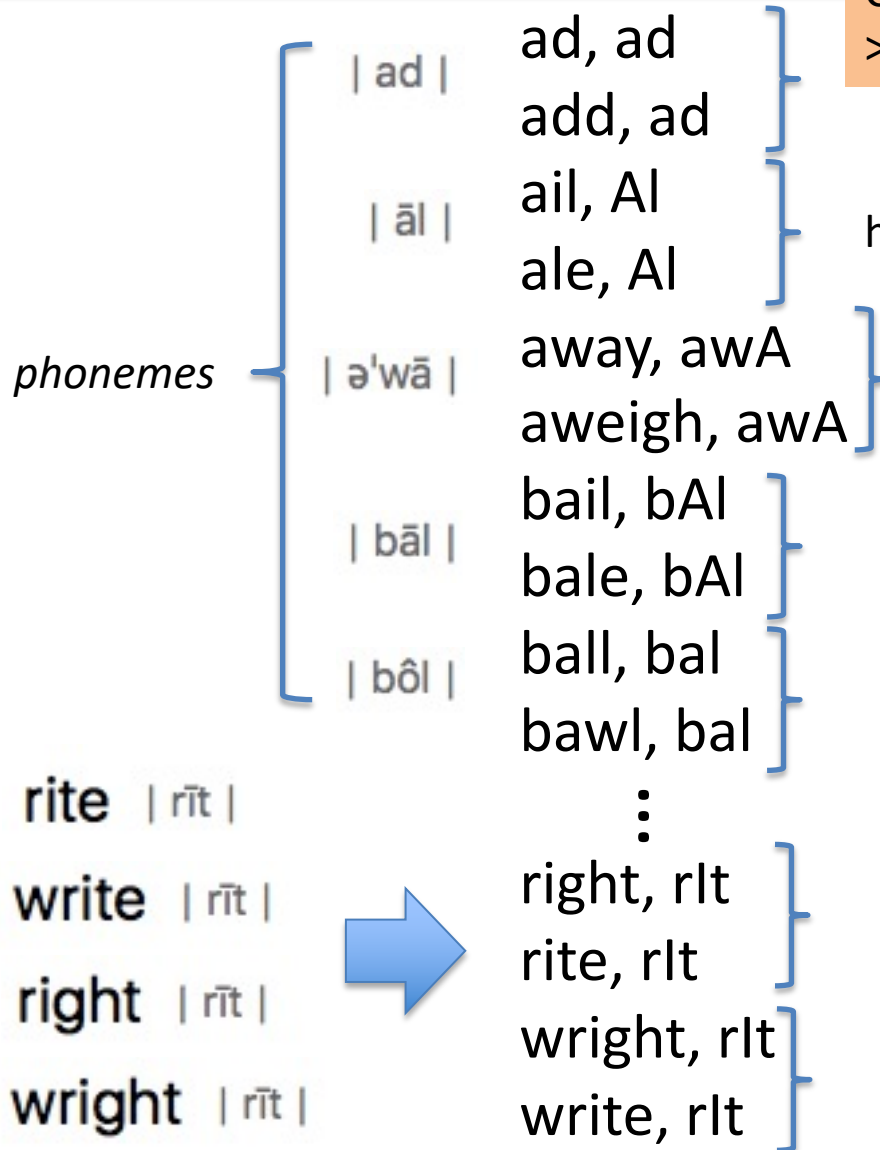 >
| ad |
ad, ad
add, ad
| āl |
ail, Al
ale, Al
h
phonemes
| ə'wā |
away, awA
aweigh, awA
| bāl |
bail, bAl
bale, bAl
| bôl |
ball, bal
bawl, bal
⋮
rite | rīt |
write | rīt |
right | rīt |
wright | rīt |
right, rIt
rite, rIt
wright, rIt
write, rIt